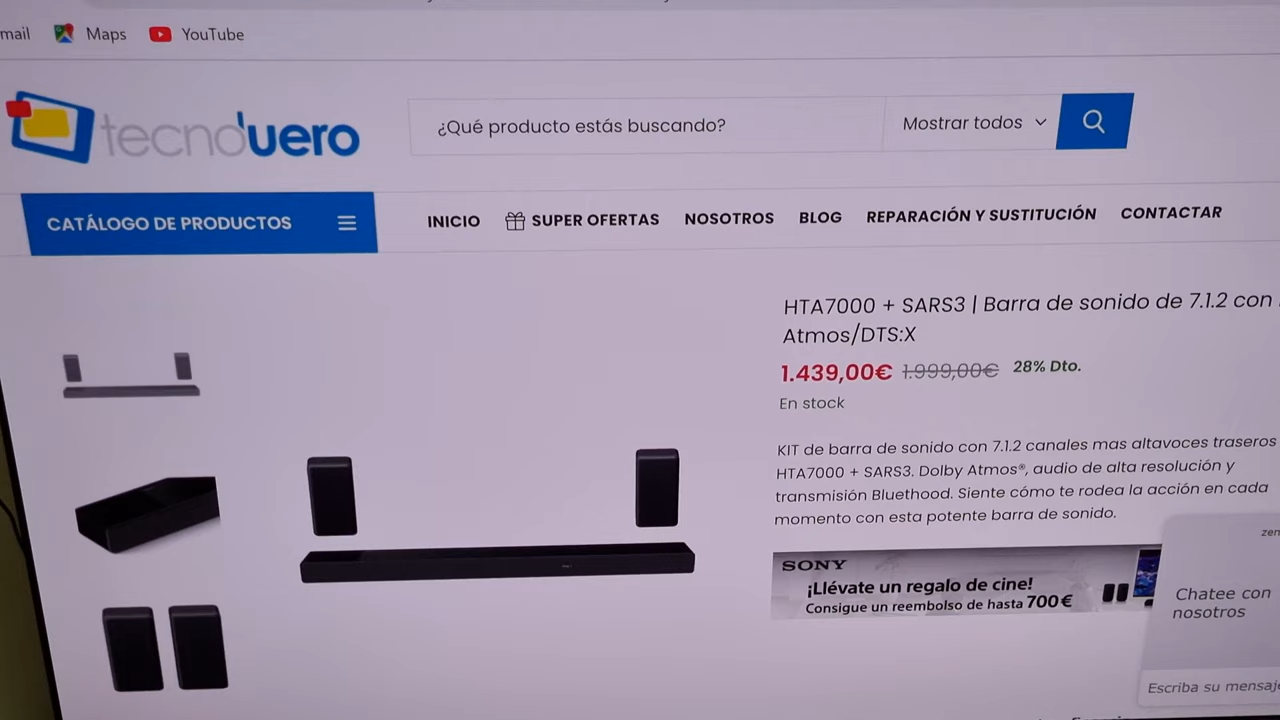 Maps
YouTube
tecno'uero
¿Qué producto estás buscando?
Mostrar todos
CATÁLOGO DE PRODUCTOS
INICIO
SUPER OFERTAS
NOSOTROS
BLOG
REPARACIÓN Y SUSTITUCIÓN
CONTACTAR
HTA7000 + SARS3 | Barra de sonido de 7.1.2 con
Atmos/DTS:X
1.439,00€ 1.999,00€ 28% Dto.
En stock
KIT de barra de sonido con 7.1.2 canales mas altavoces traseros
HTA7000 + SARS3. Dolby Atmos®, audio de alta resolución y
transmisión Bluethood. Siente cómo te rodea la acción en cada
momento con esta potente barra de sonido.
SONY
¡Llévate un regalo de cine!
Consigue un reembolso de hasta 700€
Chatee con
nosotros
Escriba su